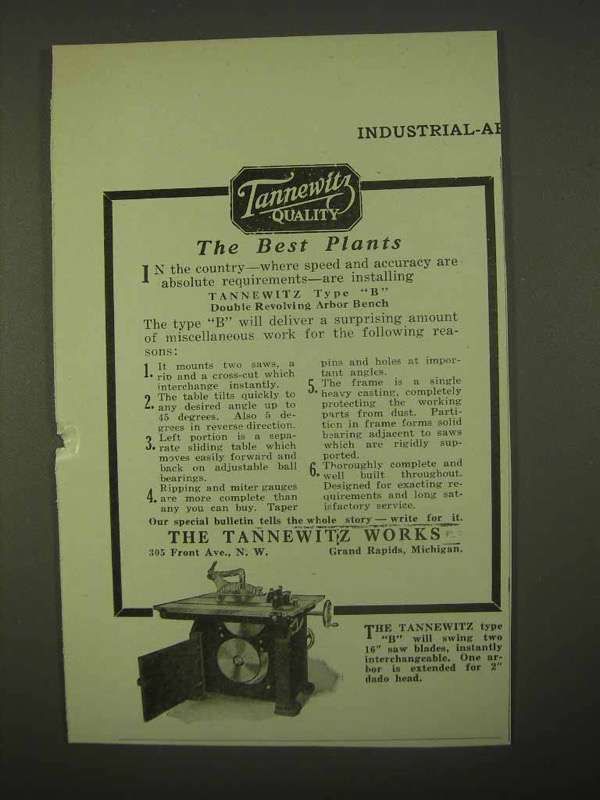 INDUSTRIAL-AR
Tannewitz
QUALITY
The Best Plants
IN the country—where speed and accuracy are
absolute requirements—are installing
TANNEWITZ Type "B"
Double Revolving Arbor Bench
The type "B" will deliver a surprising amount
of miscellaneous work for the following rea-
sons:
1. It mounts two saws, a
rip and a cross-cut which
interchange instantly.
2. The table tilts quickly to
any desired angle up to
45 degrees. Also 5 de-
grees in reverse direction.
3. Left portion is a sepa-
rate sliding table which
moves easily forward and
back on adjustable ball
bearings.
4. Ripping and miter gauges
are more complete than
any you can buy. Taper
pins and holes at impor-
tant angles.
5. The frame is a single
heavy casting, completely
protecting the working
parts from dust. Parti-
tion in frame forms solid
bearing adjacent to saws
which are rigidly sup-
ported.
6. Thoroughly complete and
well built throughout.
Designed for exacting re-
quirements and long sat-
isfactory service.
Our special bulletin tells the whole story—write for it.
THE TANNEWITZ WORKS
305 Front Ave., N. W. Grand Rapids, Michigan.
THE TANNEWITZ type
"B" will swing two
16" saw blades, instantly
interchangeable. One ar-
bor is extended for 2"
dado head.